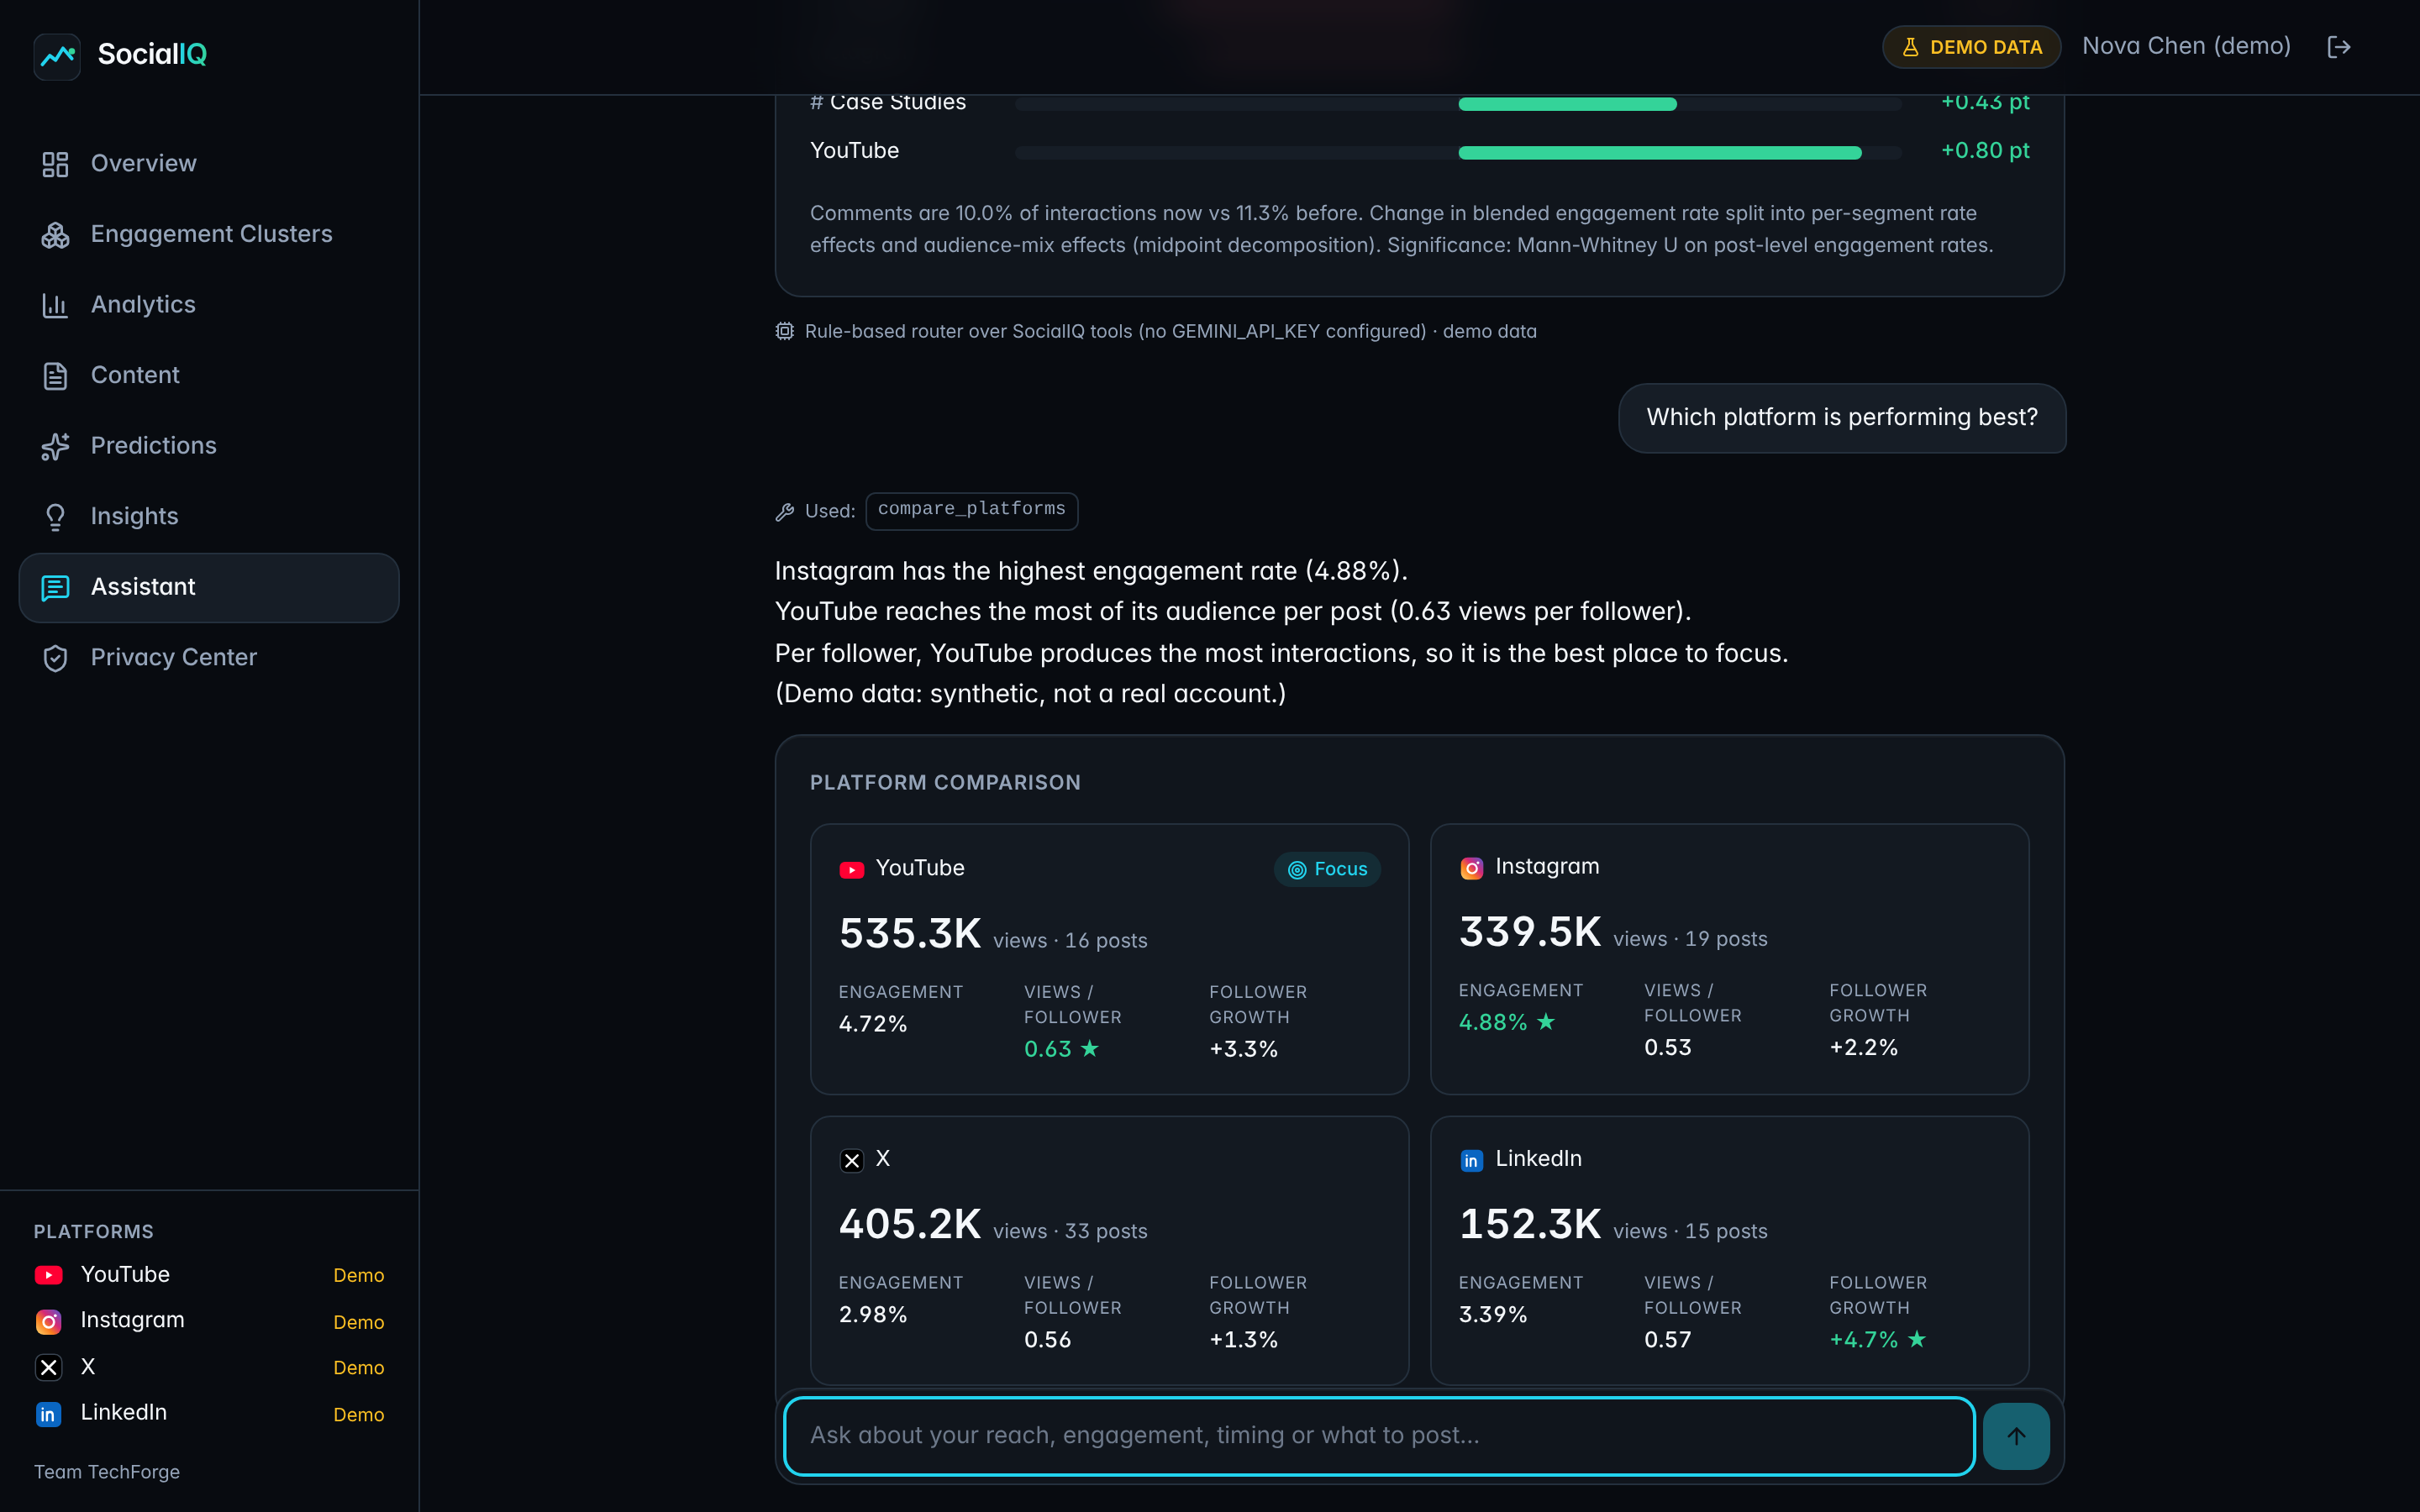 SocialIQ
Overview
Engagement Clusters
Analytics
Content
Predictions
Insights
Assistant
Privacy Center
PLATFORMS
YouTube Demo
Instagram Demo
X Demo
LinkedIn Demo
Team TechForge
DEMO DATA Nova Chen (demo)
# Case Studies +0.43 pt
YouTube +0.80 pt
Comments are 10.0% of interactions now vs 11.3% before. Change in blended engagement rate split into per-segment rate
effects and audience-mix effects (midpoint decomposition). Significance: Mann-Whitney U on post-level engagement rates.
Rule-based router over SocialIQ tools (no GEMINI_API_KEY configured) · demo data
Which platform is performing best?
Used: compare_platforms
Instagram has the highest engagement rate (4.88%).
YouTube reaches the most of its audience per post (0.63 views per follower).
Per follower, YouTube produces the most interactions, so it is the best place to focus.
(Demo data: synthetic, not a real account.)
PLATFORM COMPARISON
YouTube Focus
535.3K views · 16 posts
ENGAGEMENT
4.72%
VIEWS /
FOLLOWER
0.63 ★
FOLLOWER
GROWTH
+3.3%
Instagram
339.5K views · 19 posts
ENGAGEMENT
4.88% ★
VIEWS /
FOLLOWER
0.53
FOLLOWER
GROWTH
+2.2%
X
405.2K views · 33 posts
ENGAGEMENT
2.98%
VIEWS /
FOLLOWER
0.56
FOLLOWER
GROWTH
+1.3%
LinkedIn
152.3K views · 15 posts
ENGAGEMENT
3.39%
VIEWS /
FOLLOWER
0.57
FOLLOWER
GROWTH
+4.7% ★
Ask about your reach, engagement, timing or what to post...